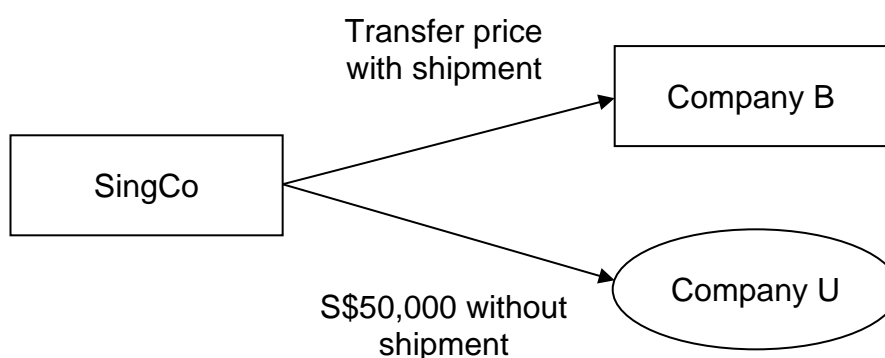 Transfer price
with shipment
Company B
SingCo
Company U
S$50,000 without
shipment